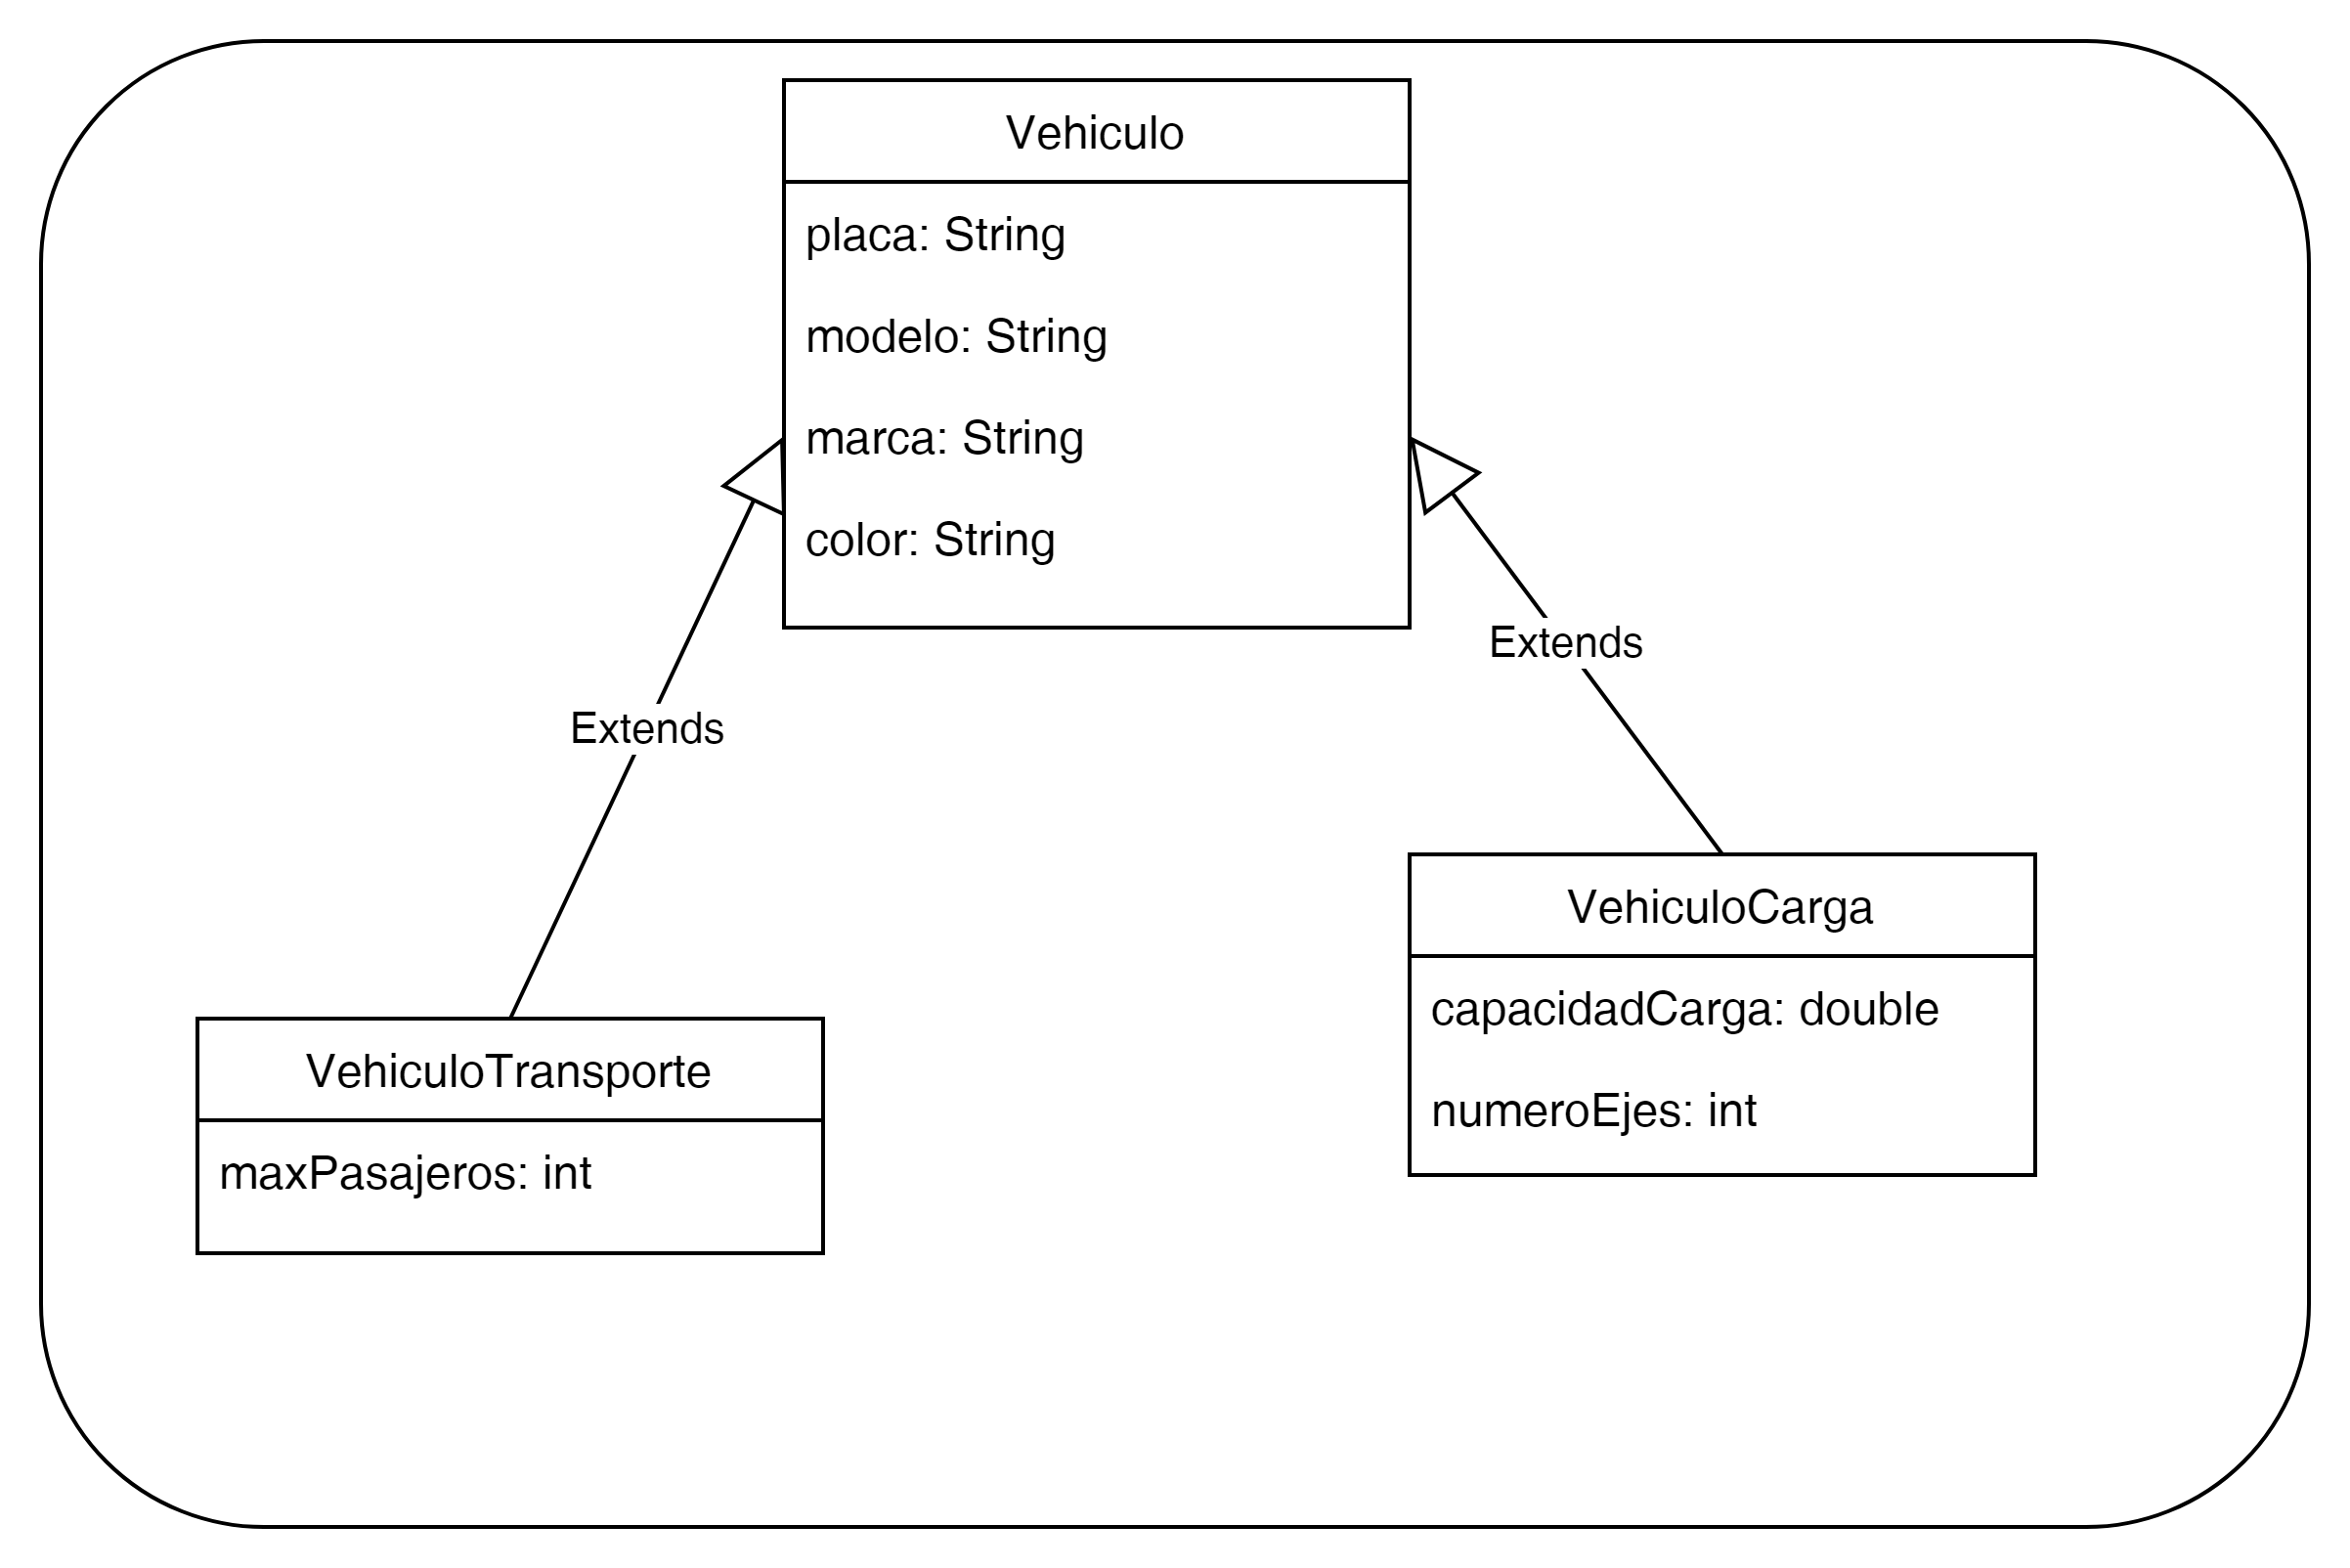 Vehiculo
placa: String
modelo: String
marca: String
color: String
Extends
Extends
VehiculoTransporte
maxPasajeros: int
VehiculoCarga
capacidadCarga: double
numeroEjes: int